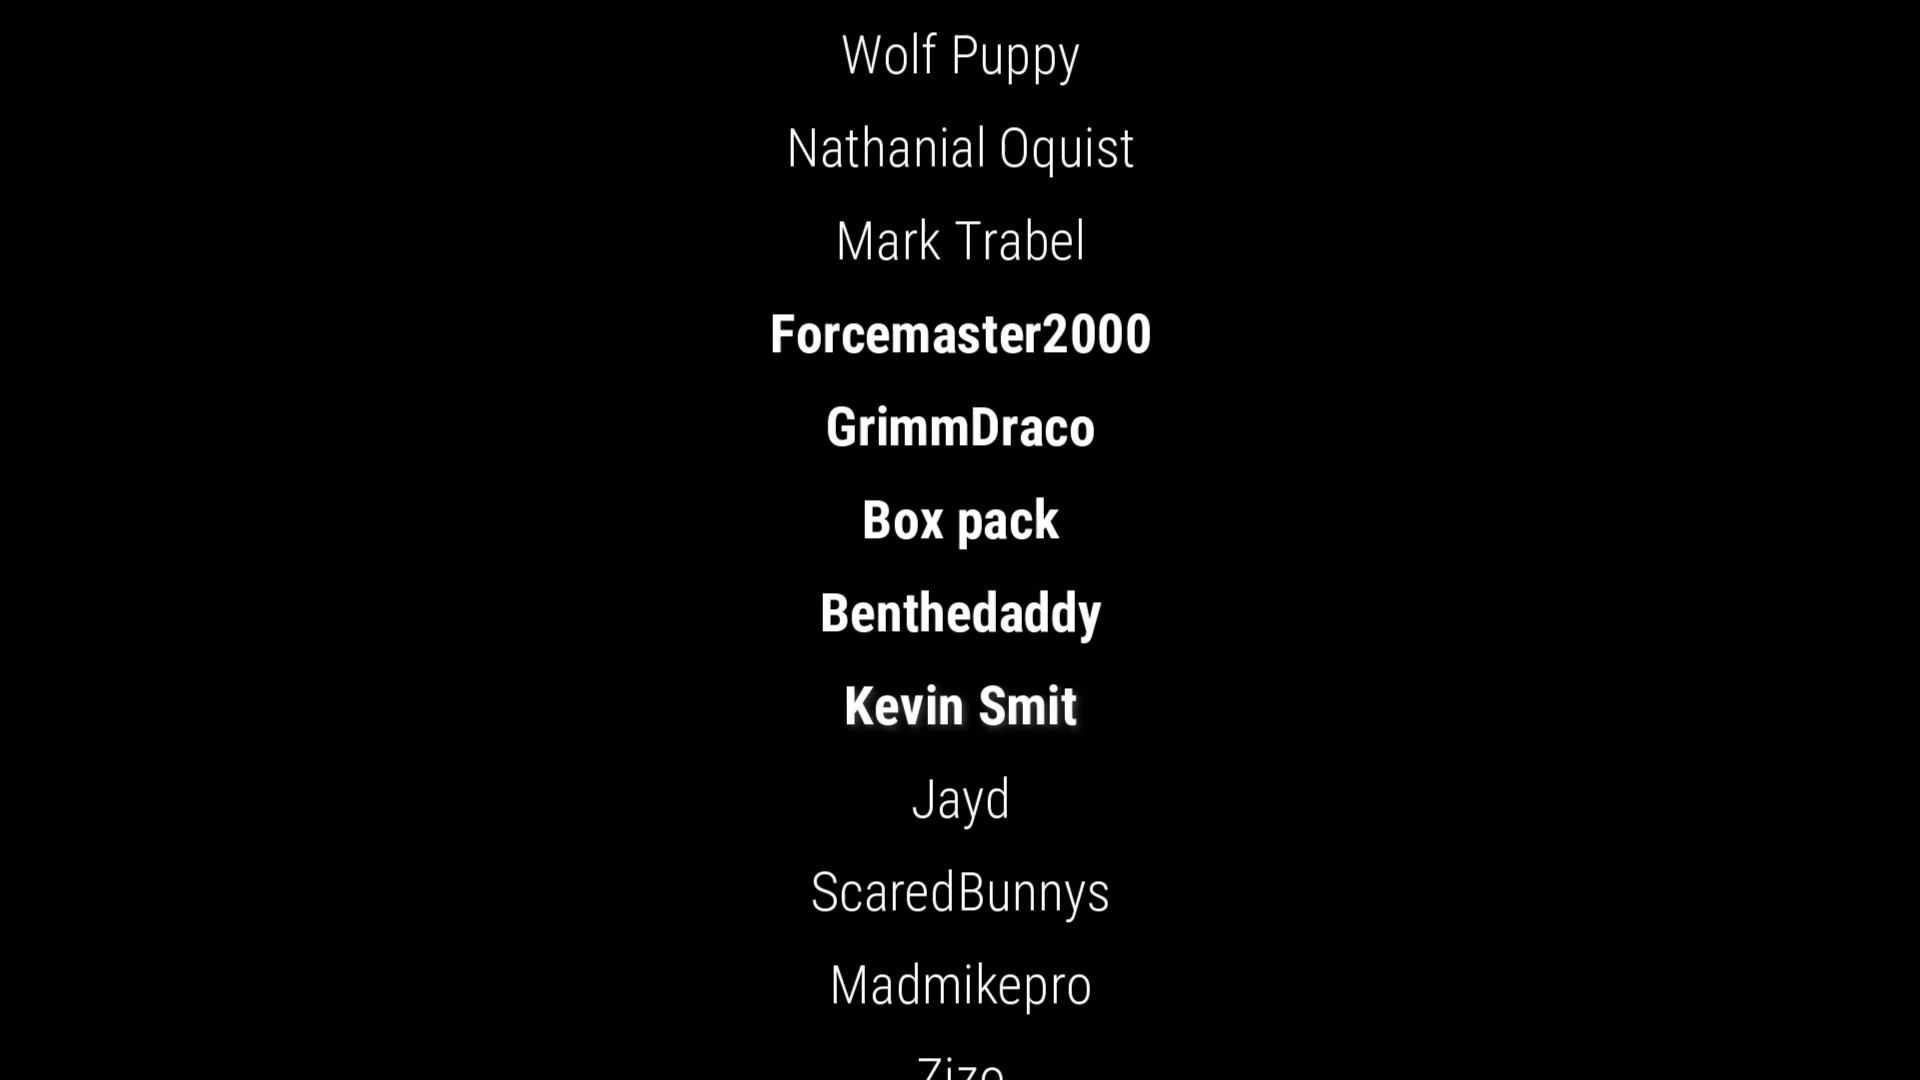 Wolf Puppy
Nathanial Oquist
Mark Trabel
Forcemaster2000
GrimmDraco
Box pack
Benthedaddy
Kevin Smit
Jayd
ScaredBunnys
Madmikepro